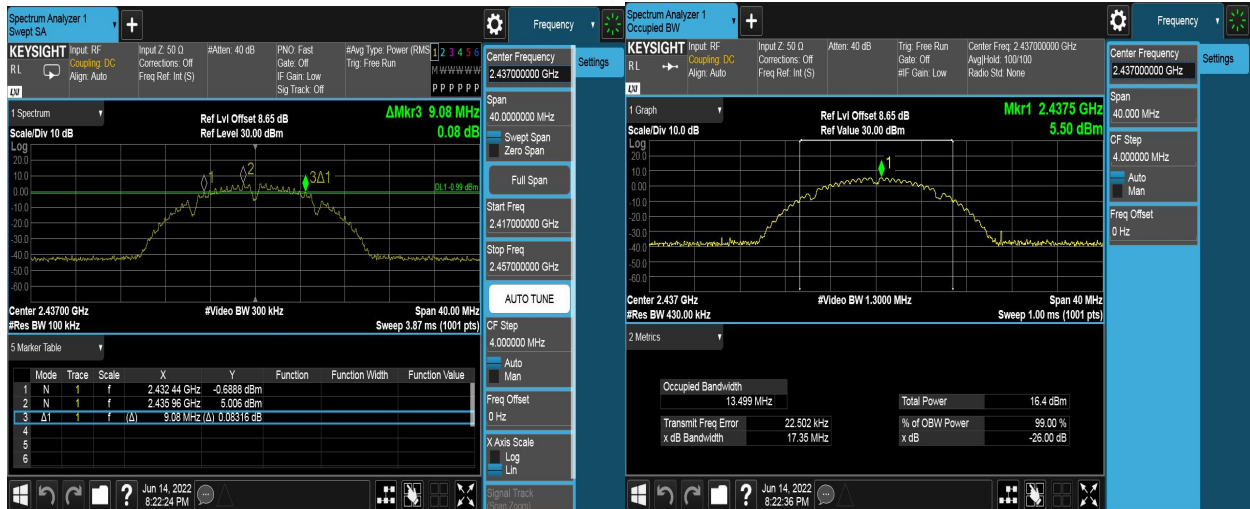 Spectrum Analyzer 1
Swept SA
Frequency
KEYSIGHT
RL
LXI
Input: RF
Coupling: DC
Align: Auto
Input Z: 50 Ω
Corrections: Off
Freq Ref: Int (S)
#Atten: 40 dB
PNO: Fast
Gate: Off
IF Gain: Low
Sig Track: Off
#Avg Type: Power (RMS
Trig: Free Run
1 2 3 4 5 6
M W W W W W
P P P P P P
1 Spectrum
Scale/Div 10 dB
Log
Ref Lvl Offset 8.65 dB
Ref Level 30.00 dBm
ΔMkr3 9.08 MHz
0.08 dB
20.0
10.0
0.00
-10.0
-20.0
-30.0
-40.0
-50.0
-60.0
1
2
3Δ1
DL1 -0.99 dBm
Center 2.43700 GHz
#Res BW 100 kHz
#Video BW 300 kHz
Span 40.00 MHz
Sweep 3.87 ms (1001 pts)
5 Marker Table
Mode Trace Scale X Y Function Function Width Function Value
1 N 1 f 2.432 44 GHz -0.6888 dBm
2 N 1 f 2.435 96 GHz 5.006 dBm
3 Δ1 1 f (Δ) 9.08 MHz (Δ) 0.08316 dB
4
5
6
Jun 14, 2022
8:22:24 PM
Settings
Center Frequency
2.437000000 GHz
Span
40.0000000 MHz
Swept Span
Zero Span
Full Span
Start Freq
2.417000000 GHz
Stop Freq
2.457000000 GHz
AUTO TUNE
CF Step
4.000000 MHz
Auto
Man
Freq Offset
0 Hz
X Axis Scale
Log
Lin
Signal Track
(Span Zoom)
Spectrum Analyzer 1
Occupied BW
Frequency
KEYSIGHT
RL
LXI
Input: RF
Coupling: DC
Align: Auto
Input Z: 50 Ω
Corrections: Off
Freq Ref: Int (S)
Atten: 40 dB
Trig: Free Run
Gate: Off
#IF Gain: Low
Center Freq: 2.437000000 GHz
Avg|Hold: 100/100
Radio Std: None
1 Graph
Scale/Div 10.0 dB
Log
Ref Lvl Offset 8.65 dB
Ref Value 30.00 dBm
Mkr1 2.4375 GHz
5.50 dBm
20.0
10.0
0.00
-10.0
-20.0
-30.0
-40.0
-50.0
-60.0
1
Center 2.437 GHz
#Res BW 430.00 kHz
#Video BW 1.3000 MHz
Span 40 MHz
Sweep 1.00 ms (1001 pts)
2 Metrics
Occupied Bandwidth
13.499 MHz
Total Power 16.4 dBm
Transmit Freq Error 22.502 kHz
% of OBW Power 99.00 %
x dB Bandwidth 17.35 MHz
x dB -26.00 dB
Jun 14, 2022
8:22:36 PM
Settings
Center Frequency
2.437000000 GHz
Span
40.000 MHz
CF Step
4.000000 MHz
Auto
Man
Freq Offset
0 Hz